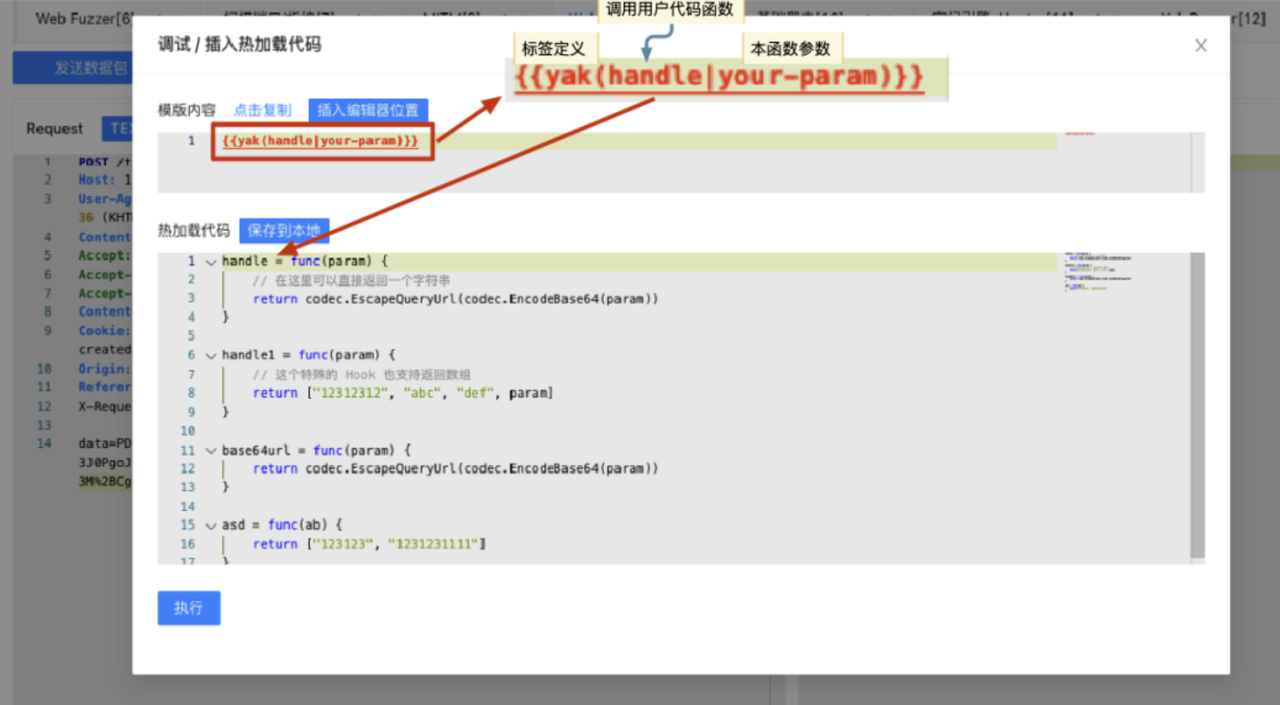 Web Fuzzer[6]
调用用户代码函数
r[12]
调试 / 插入热加载代码
标签定义
本函数参数
发送数据包
{{yak(handle|your-param)}}
模版内容 点击复制 插入编辑器位置
Request
1 {{yak(handle|your-param)}}
1 POST
2 Host:
3 User-Ag
36 (KHT
4 Content
5 Accept:
6 Accept-
7 Accept-
8 Content
9 Cookie:
created
10 Origin:
11 Referer
12 X-Reque
13
14 data=PD
3J0PgoJ
3M%2BCg
热加载代码 保存到本地
1 handle = func(param) {
2 // 在这里可以直接返回一个字符串
3 return codec.EscapeQueryUrl(codec.EncodeBase64(param))
4 }
5
6 handle1 = func(param) {
7 // 这个特殊的 Hook 也支持返回数组
8 return ["12312312", "abc", "def", param]
9 }
10
11 base64url = func(param) {
12 return codec.EscapeQueryUrl(codec.EncodeBase64(param))
13 }
14
15 asd = func(ab) {
16 return ["123123", "1231231111"]
17 }
执行